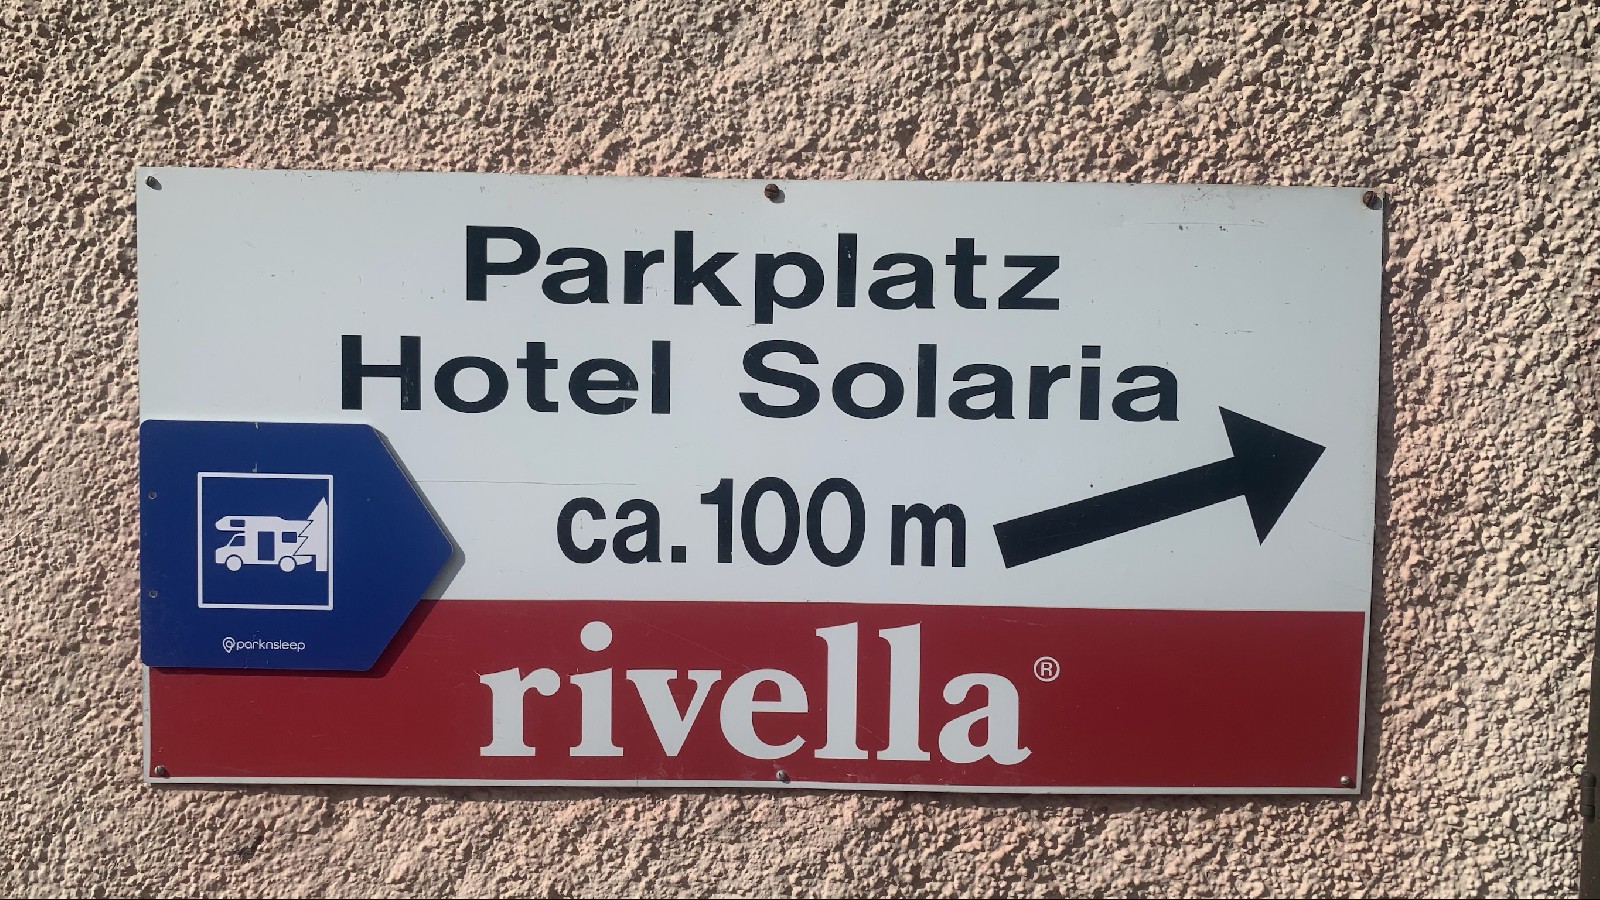 Parkplatz
Hotel Solaria
ca. 100 m
parknsleep
rivella®